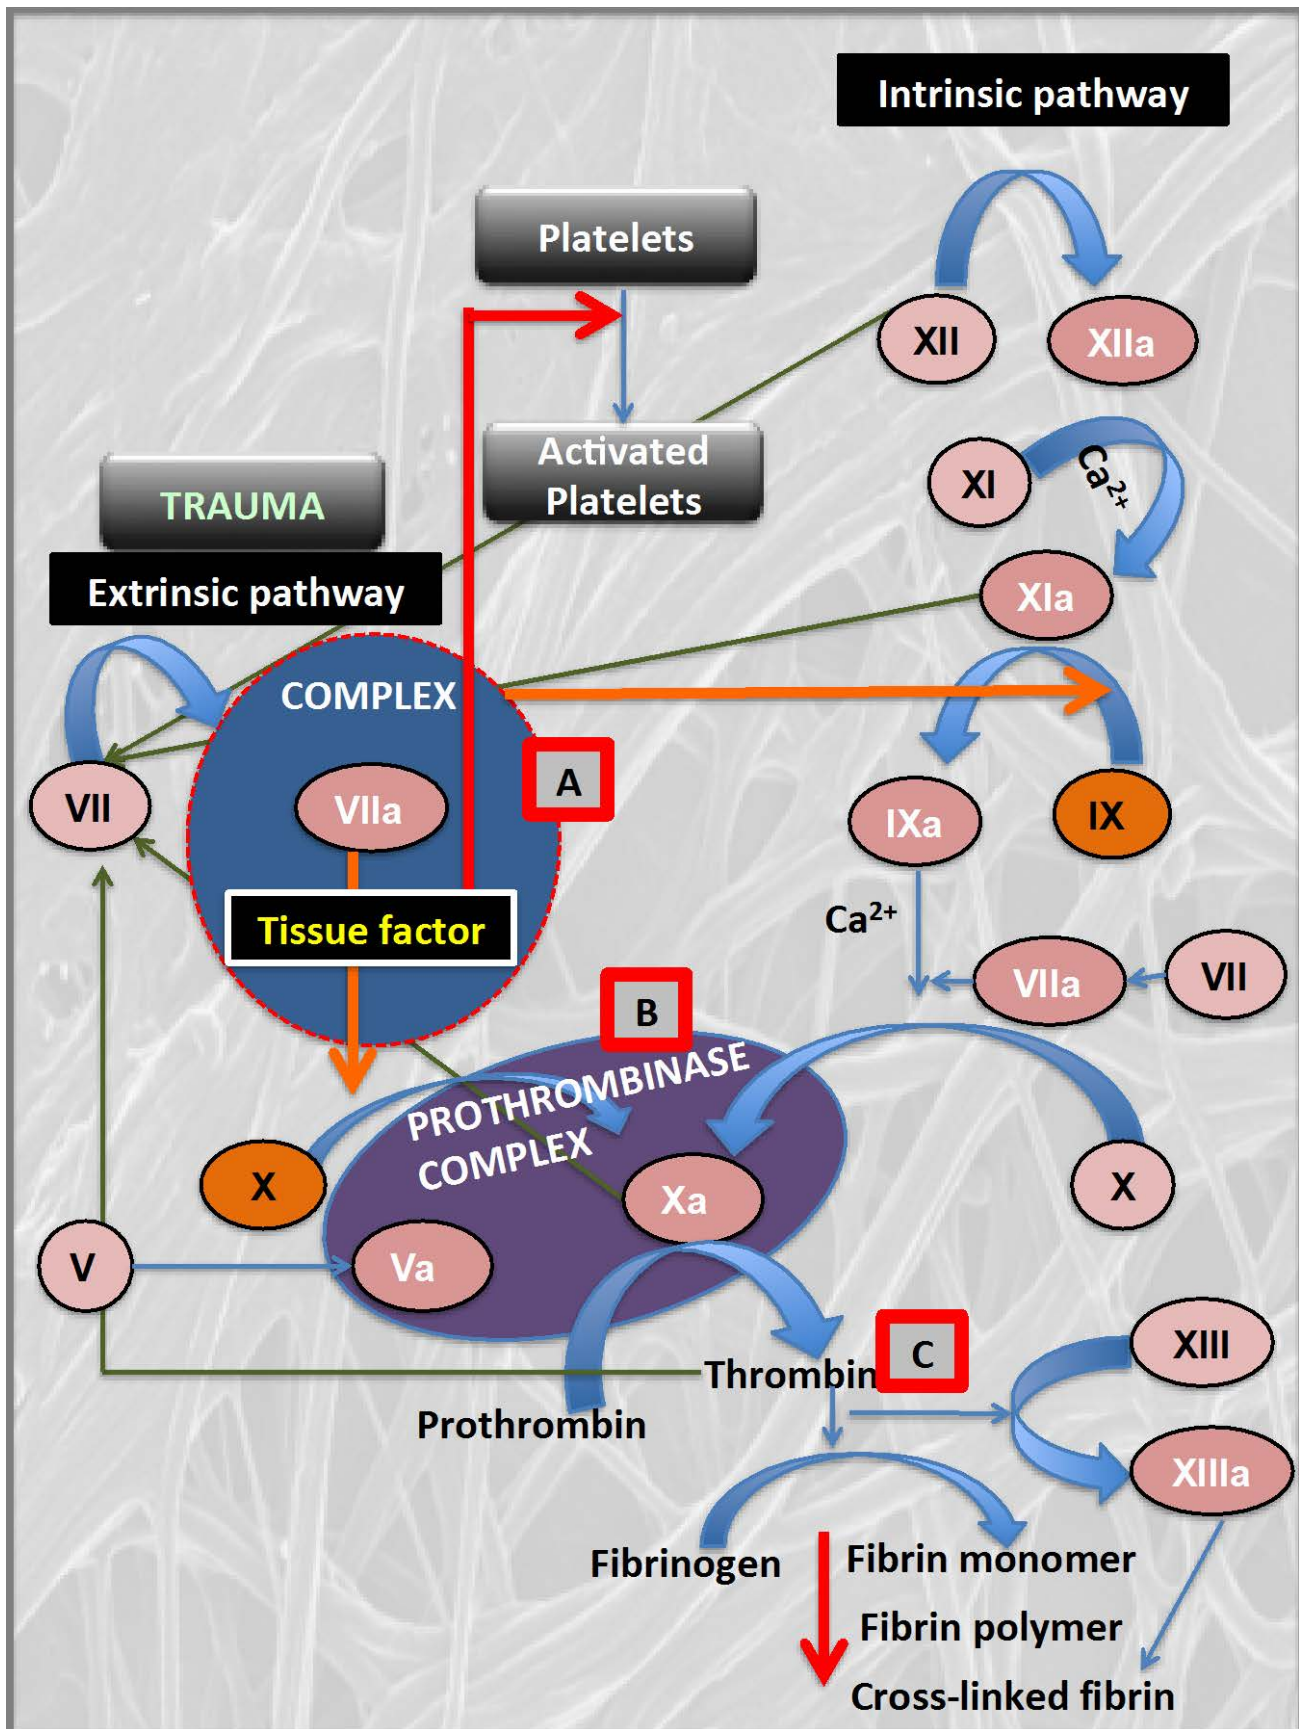 Intrinsic pathway
Platelets
XII
XIIa
Activated
Platelets
XI
Ca2+
TRAUMA
Extrinsic pathway
XIa
COMPLEX
A
VII
VIIa
IXa
IX
Tissue factor
Ca2+
VIIa
VII
B
PROTHROMBINASE
COMPLEX
X
Xa
X
V
Va
Thrombin
C
XIII
Prothrombin
XIIIa
Fibrinogen
Fibrin monomer
Fibrin polymer
Cross-linked fibrin